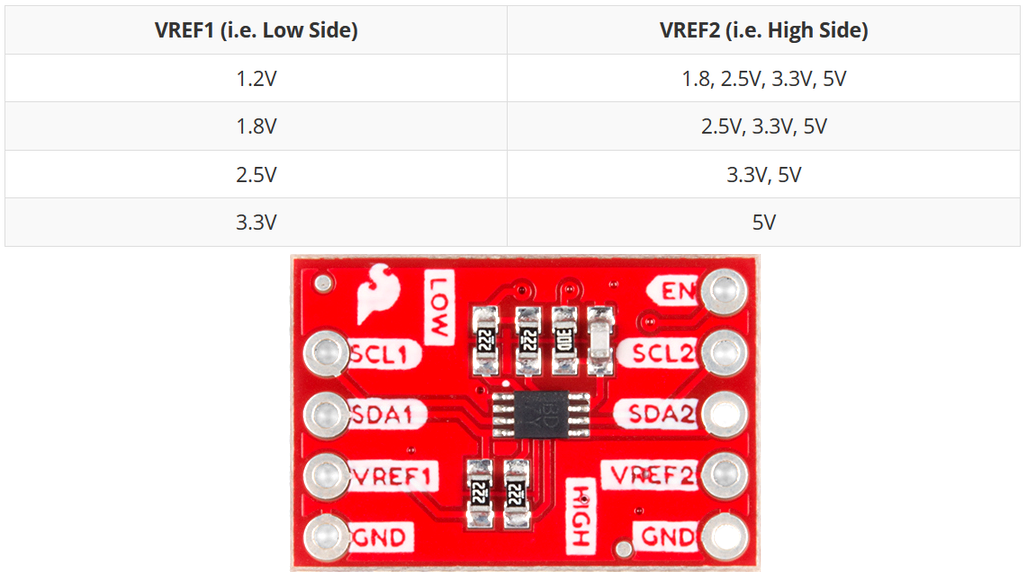 VREF1 (i.e. Low Side) VREF2 (i.e. High Side)
1.2V 1.8, 2.5V, 3.3V, 5V
1.8V 2.5V, 3.3V, 5V
2.5V 3.3V, 5V
3.3V 5V
LOW
EN
222 222 300
SCL1 SCL2
SDA1 SDA2
VREF1 VREF2
222 222
HIGH
GND GND